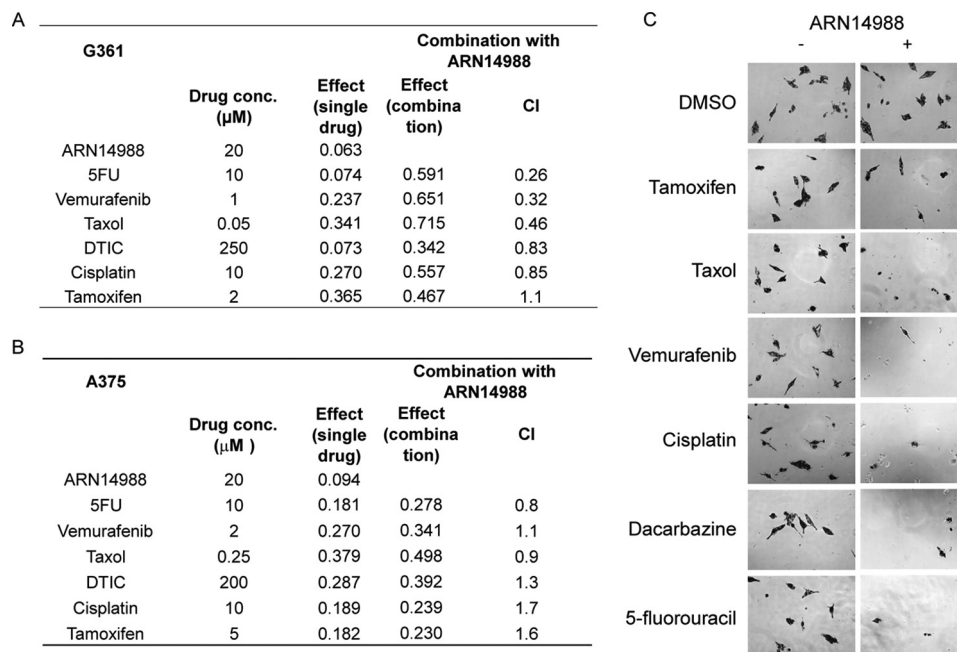 A
G361
Combination with
ARN14988
Drug conc.
(µM)
Effect
(single
drug)
Effect
(combina
tion)
CI
ARN14988 20 0.063
5FU 10 0.074 0.591 0.26
Vemurafenib 1 0.237 0.651 0.32
Taxol 0.05 0.341 0.715 0.46
DTIC 250 0.073 0.342 0.83
Cisplatin 10 0.270 0.557 0.85
Tamoxifen 2 0.365 0.467 1.1
B
A375
Combination with
ARN14988
Drug conc.
(µM )
Effect
(single
drug)
Effect
(combina
tion)
CI
ARN14988 20 0.094
5FU 10 0.181 0.278 0.8
Vemurafenib 2 0.270 0.341 1.1
Taxol 0.25 0.379 0.498 0.9
DTIC 200 0.287 0.392 1.3
Cisplatin 10 0.189 0.239 1.7
Tamoxifen 5 0.182 0.230 1.6
C
ARN14988
- +
DMSO
Tamoxifen
Taxol
Vemurafenib
Cisplatin
Dacarbazine
5-fluorouracil